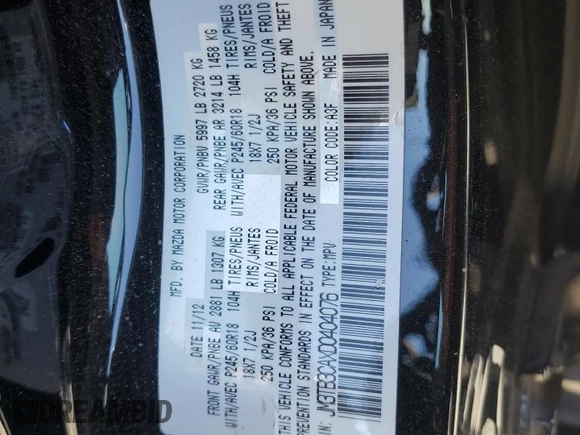 MFD. BY MAZDA MOTOR CORPORATION
DATE 11/12 GVWR/PNBV 5997 LB 2720 KG
FRONT GAWR/PNBE AV 2881 LB 1307 KG REAR GAWR/PNBE AR 3214 LB 1458 KG
WITH/AVEC P245/60R18 104H TIRES/PNEUS WITH/AVEC P245/60R18 104H TIRES/PNEUS
18X7 1/2J RIMS/JANTES 18X7 1/2J RIMS/JANTES
250 KPA/36 PSI COLD/A FROID 250 KPA/36 PSI COLD/A FROID
THIS VEHICLE CONFORMS TO ALL APPLICABLE FEDERAL MOTOR VEHICLE SAFETY AND THEFT
PREVENTION STANDARDS IN EFFECT ON THE DATE OF MANUFACTURE SHOWN ABOVE.
TYPE:MPV COLOR CODE:A3F MADE IN JAPAN
DREAMBID